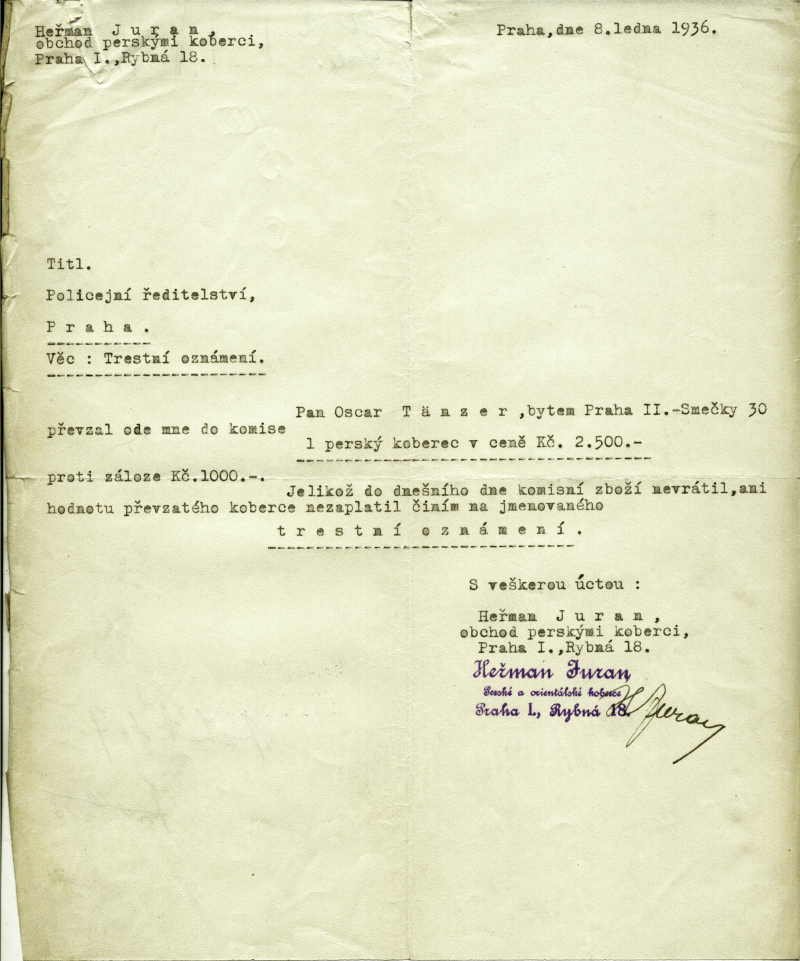 Heřman J u r a n ,
obchod perskými koberci,
Praha I.,Rybná 18.
Praha,dne 8.ledna 1936.
Titl.
Policejní ředitelství,
P r a h a .
Věc : Trestní oznámení.
Pan Oscar T ä n z e r ,bytem Praha II.-Smečky 30
převzal ode mne do komise
1 perský koberec v ceně Kč. 2.500.-
proti záloze Kč.1000.-.
Jelikož do dnešního dne komisní zboží nevrátil,ani
hodnotu převzatého koberce nezaplatil činím na jmenovaného
t r e s t n í o z n á m e n í .
S veškerou úctou :
Heřman J u r a n ,
obchod perskými koberci,
Praha I.,Rybná 18.
Heřman Juran
Perské a orientálské koberce
Praha I., Rybná 18.
H Juran